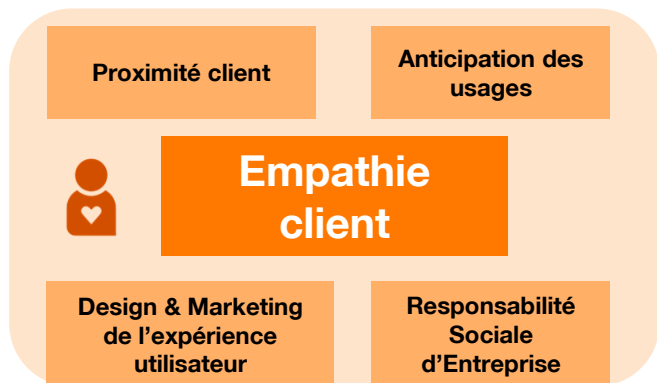 Proximité client
Anticipation des
usages
Empathie
client
Design & Marketing
de l’expérience
utilisateur
Responsabilité
Sociale
d’Entreprise